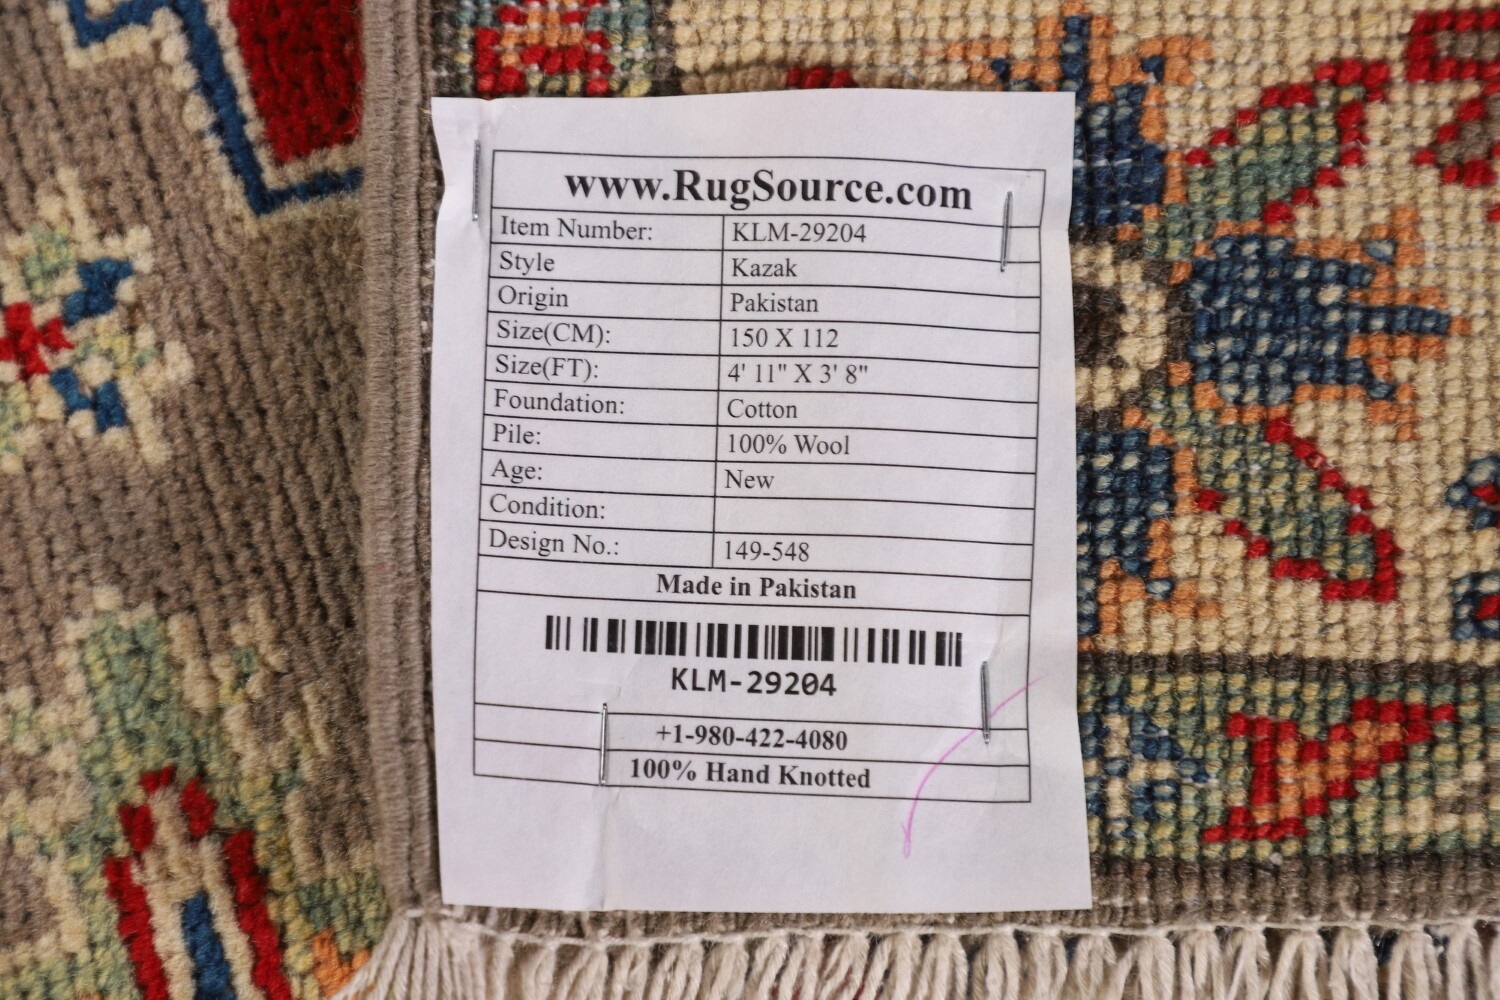 www.RugSource.com
Item Number: KLM-29204
Style Kazak
Origin Pakistan
Size(CM): 150 X 112
Size(FT): 4' 11" X 3' 8"
Foundation: Cotton
Pile: 100% Wool
Age: New
Condition:
Design No.: 149-548
Made in Pakistan
KLM-29204
+1-980-422-4080
100% Hand Knotted